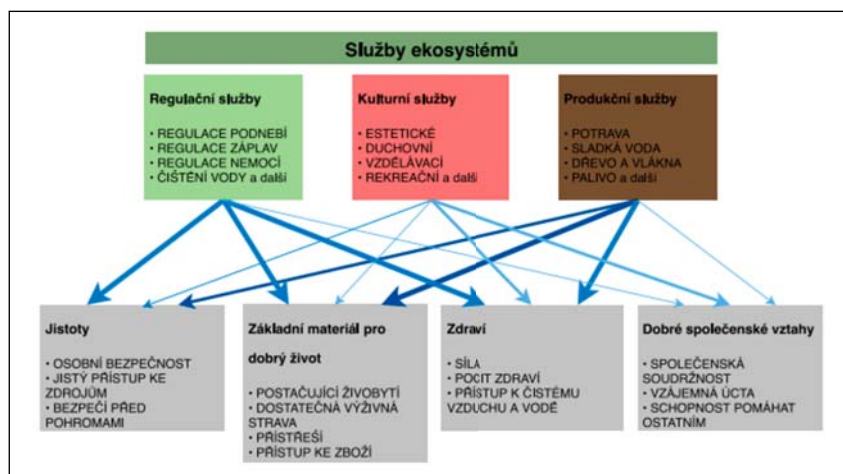 Služby ekosystémů
Regulační služby
• REGULACE PODNEBÍ
• REGULACE ZÁPLAV
• REGULACE NEMOCÍ
• ČIŠTĚNÍ VODY a další
Kulturní služby
• ESTETICKÉ
• DUCHOVNÍ
• VZDĚLÁVACÍ
• REKREAČNÍ a další
Produkční služby
• POTRAVA
• SLADKÁ VODA
• DŘEVO A VLÁKNA
• PALIVO a další
Jistoty
• OSOBNÍ BEZPEČNOST
• JISTÝ PŘÍSTUP KE
ZDROJŮM
• BEZPEČÍ PŘED
POHROMAMI
Základní materiál pro
dobrý život
• POSTAČUJÍCÍ ŽIVOBYTÍ
• DOSTATEČNÁ VÝŽIVNÁ
STRAVA
• PŘÍSTŘEŠÍ
• PŘÍSTUP KE ZBOŽÍ
Zdraví
• SÍLA
• POCIT ZDRAVÍ
• PŘÍSTUP K ČISTÉMU
VZDUCHU A VODĚ
Dobré společenské vztahy
• SPOLEČENSKÁ
SOUDRŽNOST
• VZÁJEMNÁ ÚCTA
• SCHOPNOST POMÁHAT
OSTATNÍM